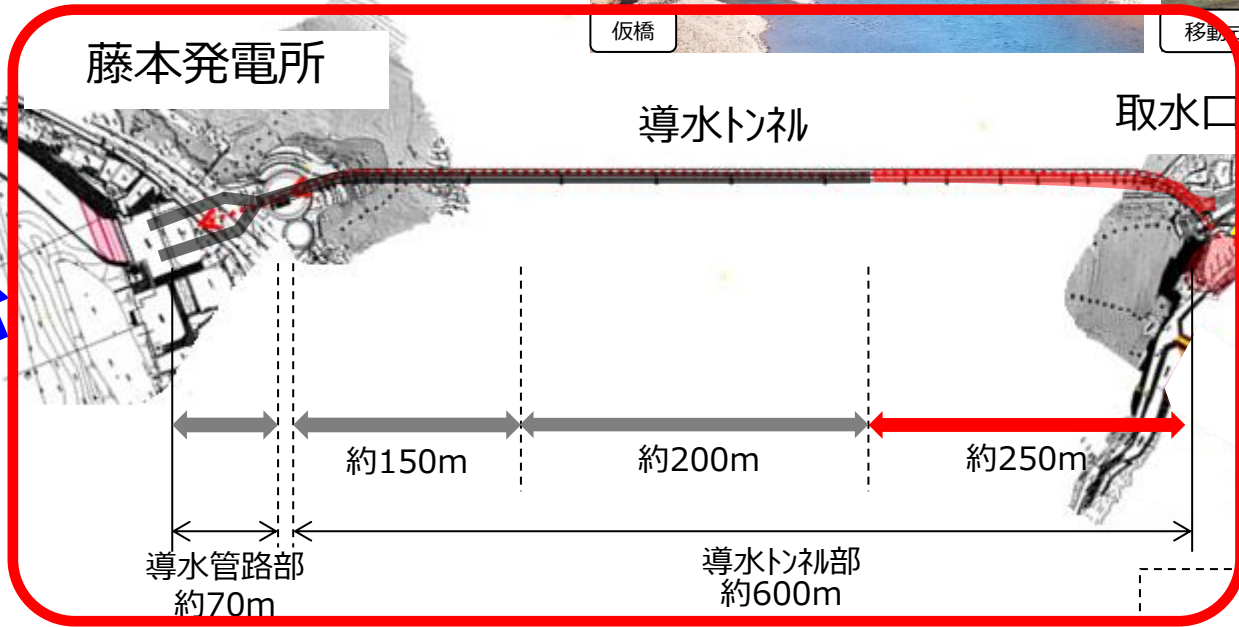 仮橋
移動
藤本発電所
導水トンネル
取水口
約150m
約200m
約250m
導水管路部
約70m
導水トンネル部
約600m